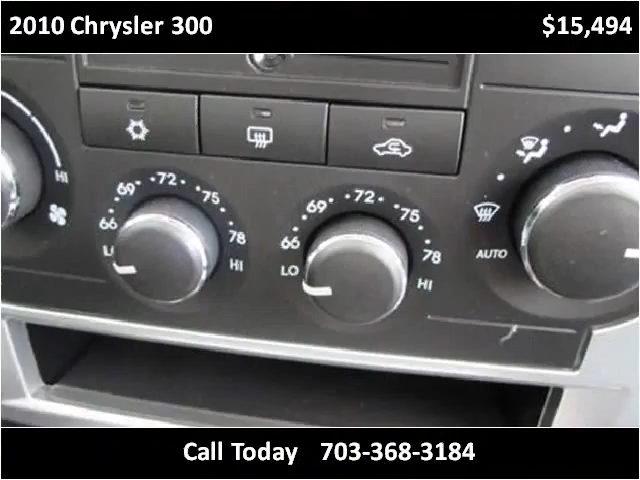 2010 Chrysler 300
$15,494
HI
66 69 72 75 78
HI
LO 66 69 72 75 78 HI
AUTO
Call Today 703-368-3184